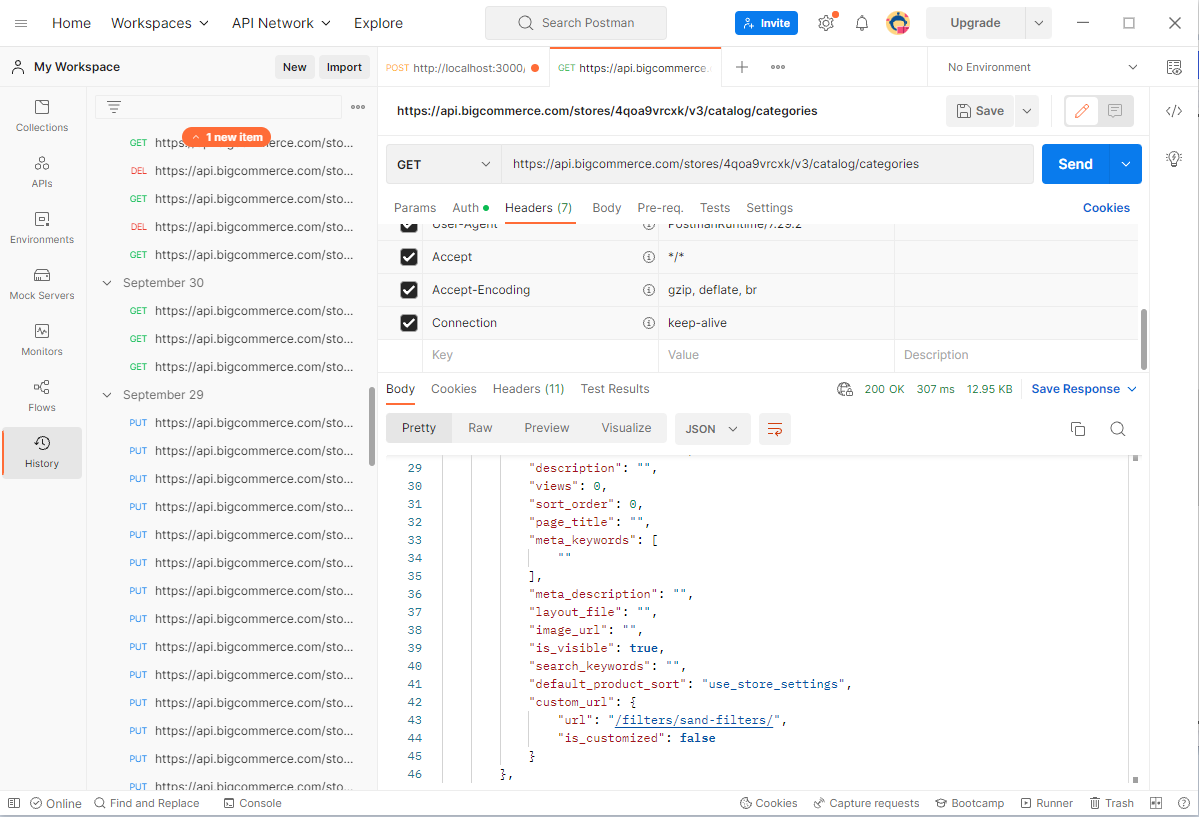 Home Workspaces API Network Explore Search Postman Invite Upgrade
My Workspace New Import POST http://localhost:3000/ GET https://api.bigcommerce. No Environment
Collections
APIs
Environments
Mock Servers
Monitors
Flows
History
1 new item
GET https://api.bigcommerce.com/sto...
DEL https://api.bigcommerce.com/sto...
GET https://api.bigcommerce.com/sto...
DEL https://api.bigcommerce.com/sto...
GET https://api.bigcommerce.com/sto...
September 30
GET https://api.bigcommerce.com/sto...
GET https://api.bigcommerce.com/sto...
GET https://api.bigcommerce.com/sto...
September 29
PUT https://api.bigcommerce.com/sto...
PUT https://api.bigcommerce.com/sto...
PUT https://api.bigcommerce.com/sto...
PUT https://api.bigcommerce.com/sto...
PUT https://api.bigcommerce.com/sto...
PUT https://api.bigcommerce.com/sto...
PUT https://api.bigcommerce.com/sto...
PUT https://api.bigcommerce.com/sto...
PUT https://api.bigcommerce.com/sto...
PUT https://api.bigcommerce.com/sto...
PUT https://api.bigcommerce.com/sto...
PUT https://api.bigcommerce.com/sto...
PUT https://api.bigcommerce.com/sto...
PUT https://api.bigcommerce.com/sto...
https://api.bigcommerce.com/stores/4qoa9vrcxk/v3/catalog/categories Save
GET https://api.bigcommerce.com/stores/4qoa9vrcxk/v3/catalog/categories Send
Params Auth Headers (7) Body Pre-req. Tests Settings Cookies
User-Agent PostmanRuntime/7.29.2
Accept */*
Accept-Encoding gzip, deflate, br
Connection keep-alive
Key Value Description
Body Cookies Headers (11) Test Results 200 OK 307 ms 12.95 KB Save Response
Pretty Raw Preview Visualize JSON
29 "description": "",
30 "views": 0,
31 "sort_order": 0,
32 "page_title": "",
33 "meta_keywords": [
34 ""
35 ],
36 "meta_description": "",
37 "layout_file": "",
38 "image_url": "",
39 "is_visible": true,
40 "search_keywords": "",
41 "default_product_sort": "use_store_settings",
42 "custom_url": {
43 "url": "/filters/sand-filters/",
44 "is_customized": false
45 }
46 },
Online Find and Replace Console Cookies Capture requests Bootcamp Runner Trash